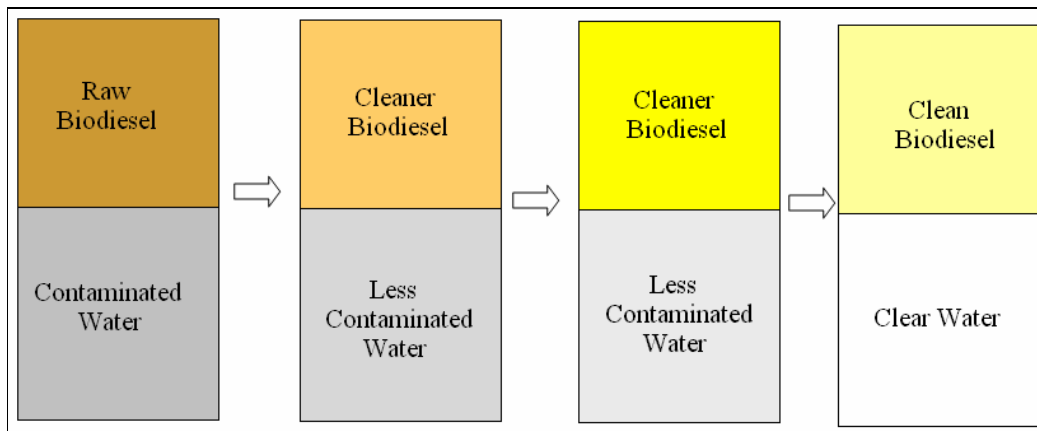 Raw
Biodiesel
Contaminated
Water
Cleaner
Biodiesel
Less
Contaminated
Water
Cleaner
Biodiesel
Less
Contaminated
Water
Clean
Biodiesel
Clear Water